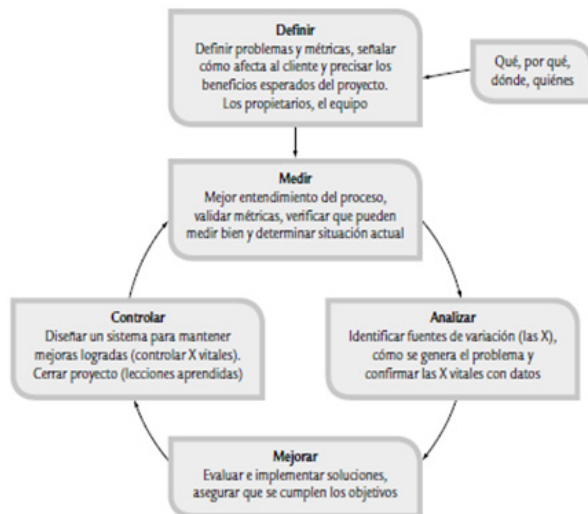 Definir
Definir problemas y métricas, señalar
cómo afecta al cliente y precisar los
beneficios esperados del proyecto.
Los propietarios, el equipo
Qué, por qué,
dónde, quiénes
Medir
Mejor entendimiento del proceso,
validar métricas, verificar que pueden
medir bien y determinar situación actual
Controlar
Diseñar un sistema para mantener
mejoras logradas (controlar X vitales).
Cerrar proyecto (lecciones aprendidas)
Analizar
Identificar fuentes de variación (las X),
cómo se genera el problema y
confirmar las X vitales con datos
Mejorar
Evaluar e implementar soluciones,
asegurar que se cumplen los objetivos